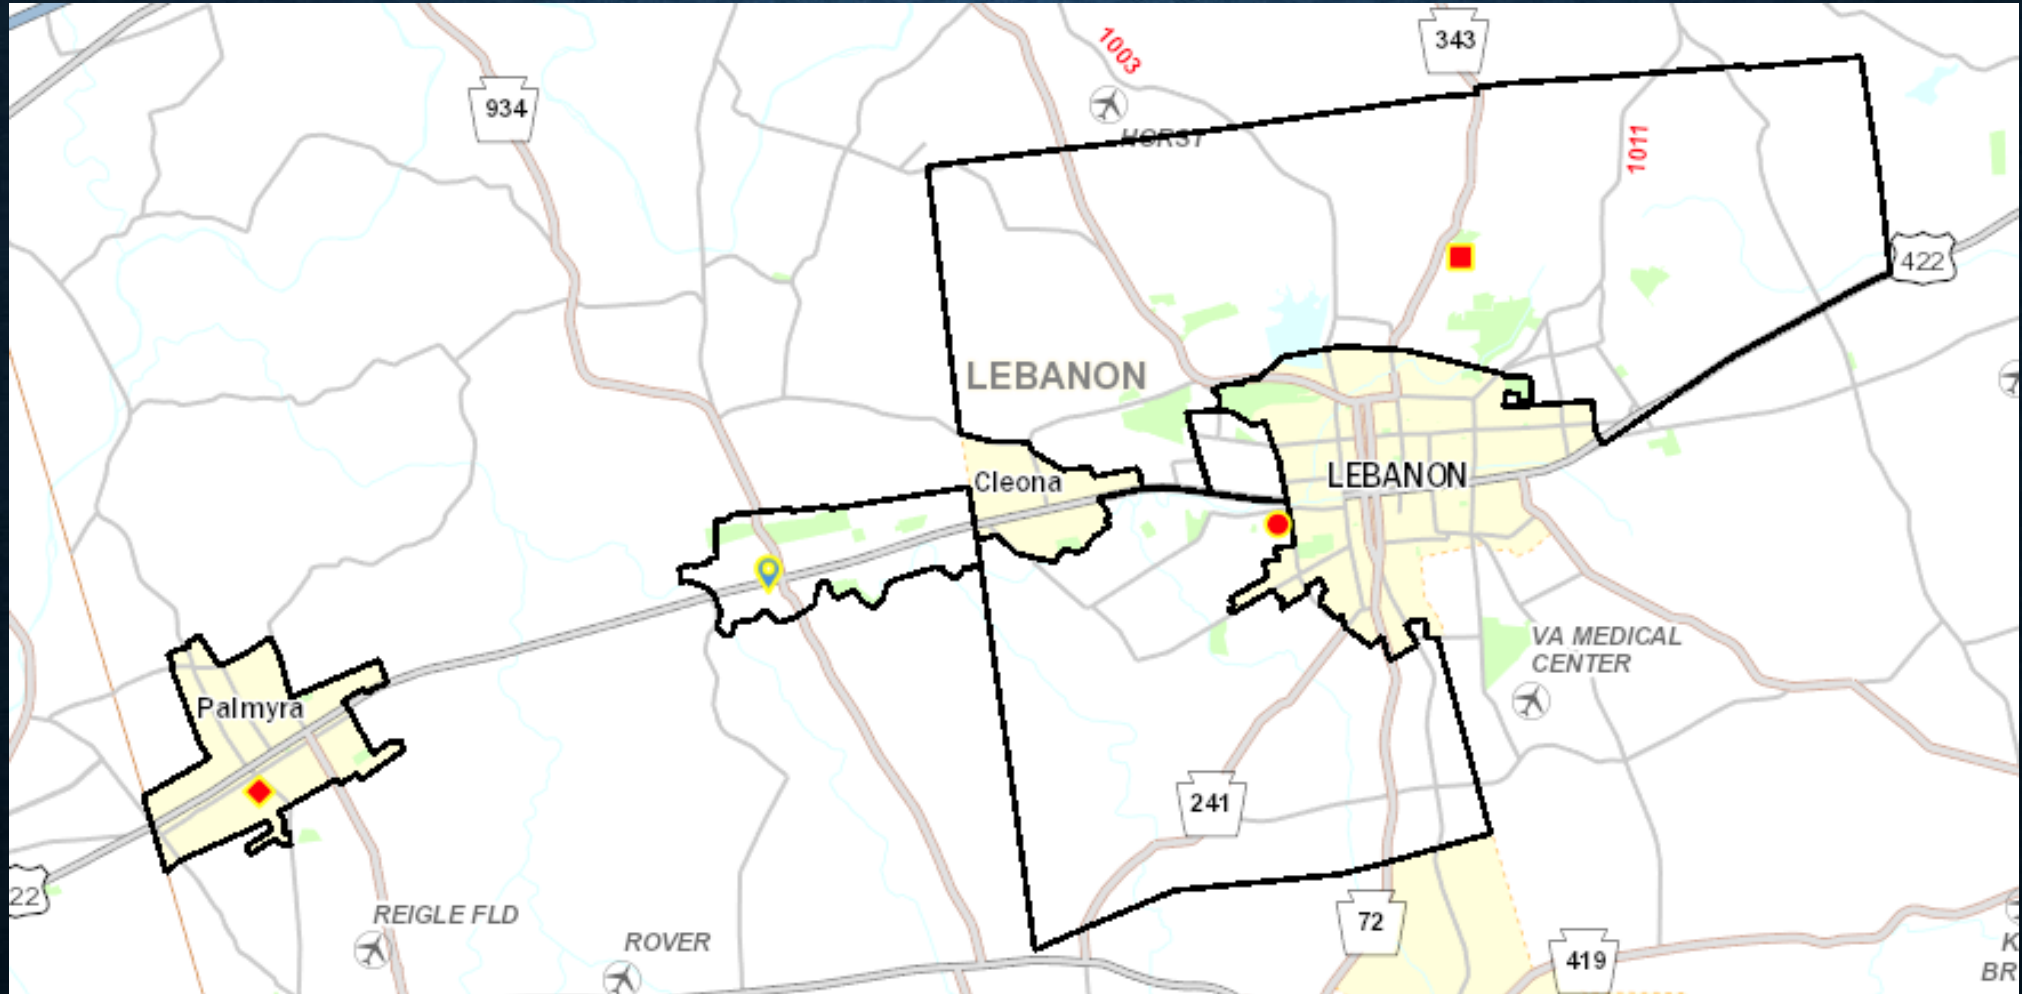 1003
343
934
HORST
1011
422
LEBANON
LEBANON
Cleona
VA MEDICAL
CENTER
Palmyra
241
22
REIGLE FLD
72
ROVER
419
K
BR